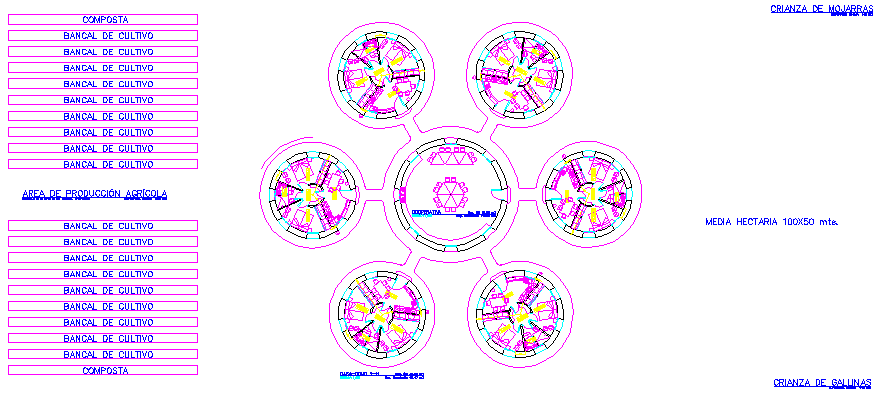 COMPOSTA
BANCAL DE CULTIVO
BANCAL DE CULTIVO
BANCAL DE CULTIVO
BANCAL DE CULTIVO
BANCAL DE CULTIVO
BANCAL DE CULTIVO
BANCAL DE CULTIVO
BANCAL DE CULTIVO
BANCAL DE CULTIVO
AREA DE PRODUCCIÓN AGRÍCOLA
BANCAL DE CULTIVO
BANCAL DE CULTIVO
BANCAL DE CULTIVO
BANCAL DE CULTIVO
BANCAL DE CULTIVO
BANCAL DE CULTIVO
BANCAL DE CULTIVO
BANCAL DE CULTIVO
BANCAL DE CULTIVO
COMPOSTA
COOPERATIVA
CRIANZA DE MOJARRAS
MEDIA HECTARIA 100X50 mts.
CRIANZA DE GALLINAS